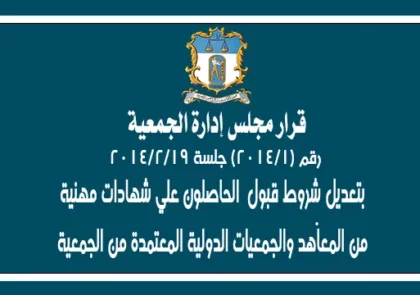 قرار مجلس إدارة الجمعية
رقم (٢٠١٤/١) جلسة ٢٠١٤/٢/١٩
بتعديل شروط قبول الحاصلون علي شهادات مهنية
من المعاهد والجمعيات الدولية المعتمدة من الجمعية